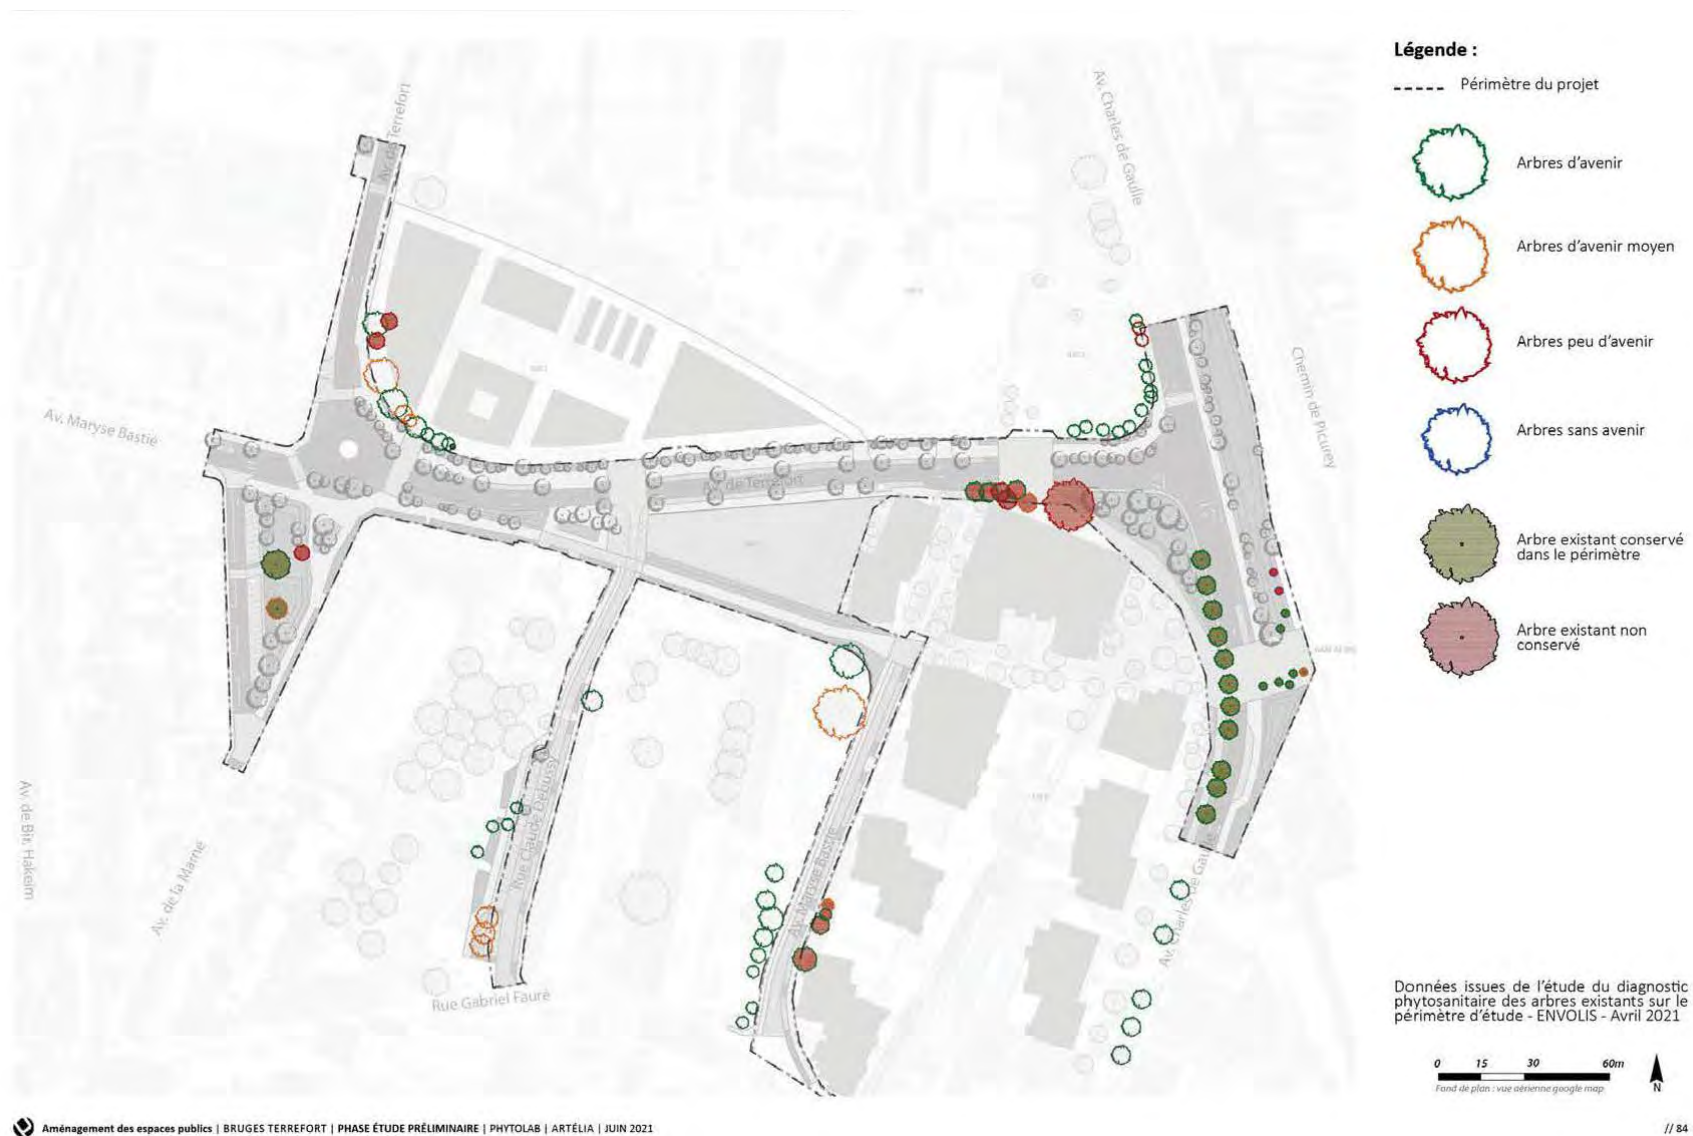 Av. de Terrefort
Av. Charles de Gaulle
Chemin de Picurey
Av. Maryse Bastié
Av. de Terrefort
Av. de Bir. Hakeim
Av. de la Marne
Rue Claude Debussy
Av. Maryse Bastié
Av. Charles de Gaulle
Rue Gabriel Fauré
Légende :
Périmètre du projet
Arbres d'avenir
Arbres d'avenir moyen
Arbres peu d'avenir
Arbres sans avenir
Arbre existant conservé
dans le périmètre
Arbre existant non
conservé
Données issues de l'étude du diagnostic
phytosanitaire des arbres existants sur le
périmètre d'étude - ENVOLIS - Avril 2021
0 15 30 60m
Fond de plan : vue aérienne google map
N
Aménagement des espaces publics | BRUGES TERREFORT | PHASE ÉTUDE PRÉLIMINAIRE | PHYTOLAB | ARTÉLIA | JUIN 2021
// 84